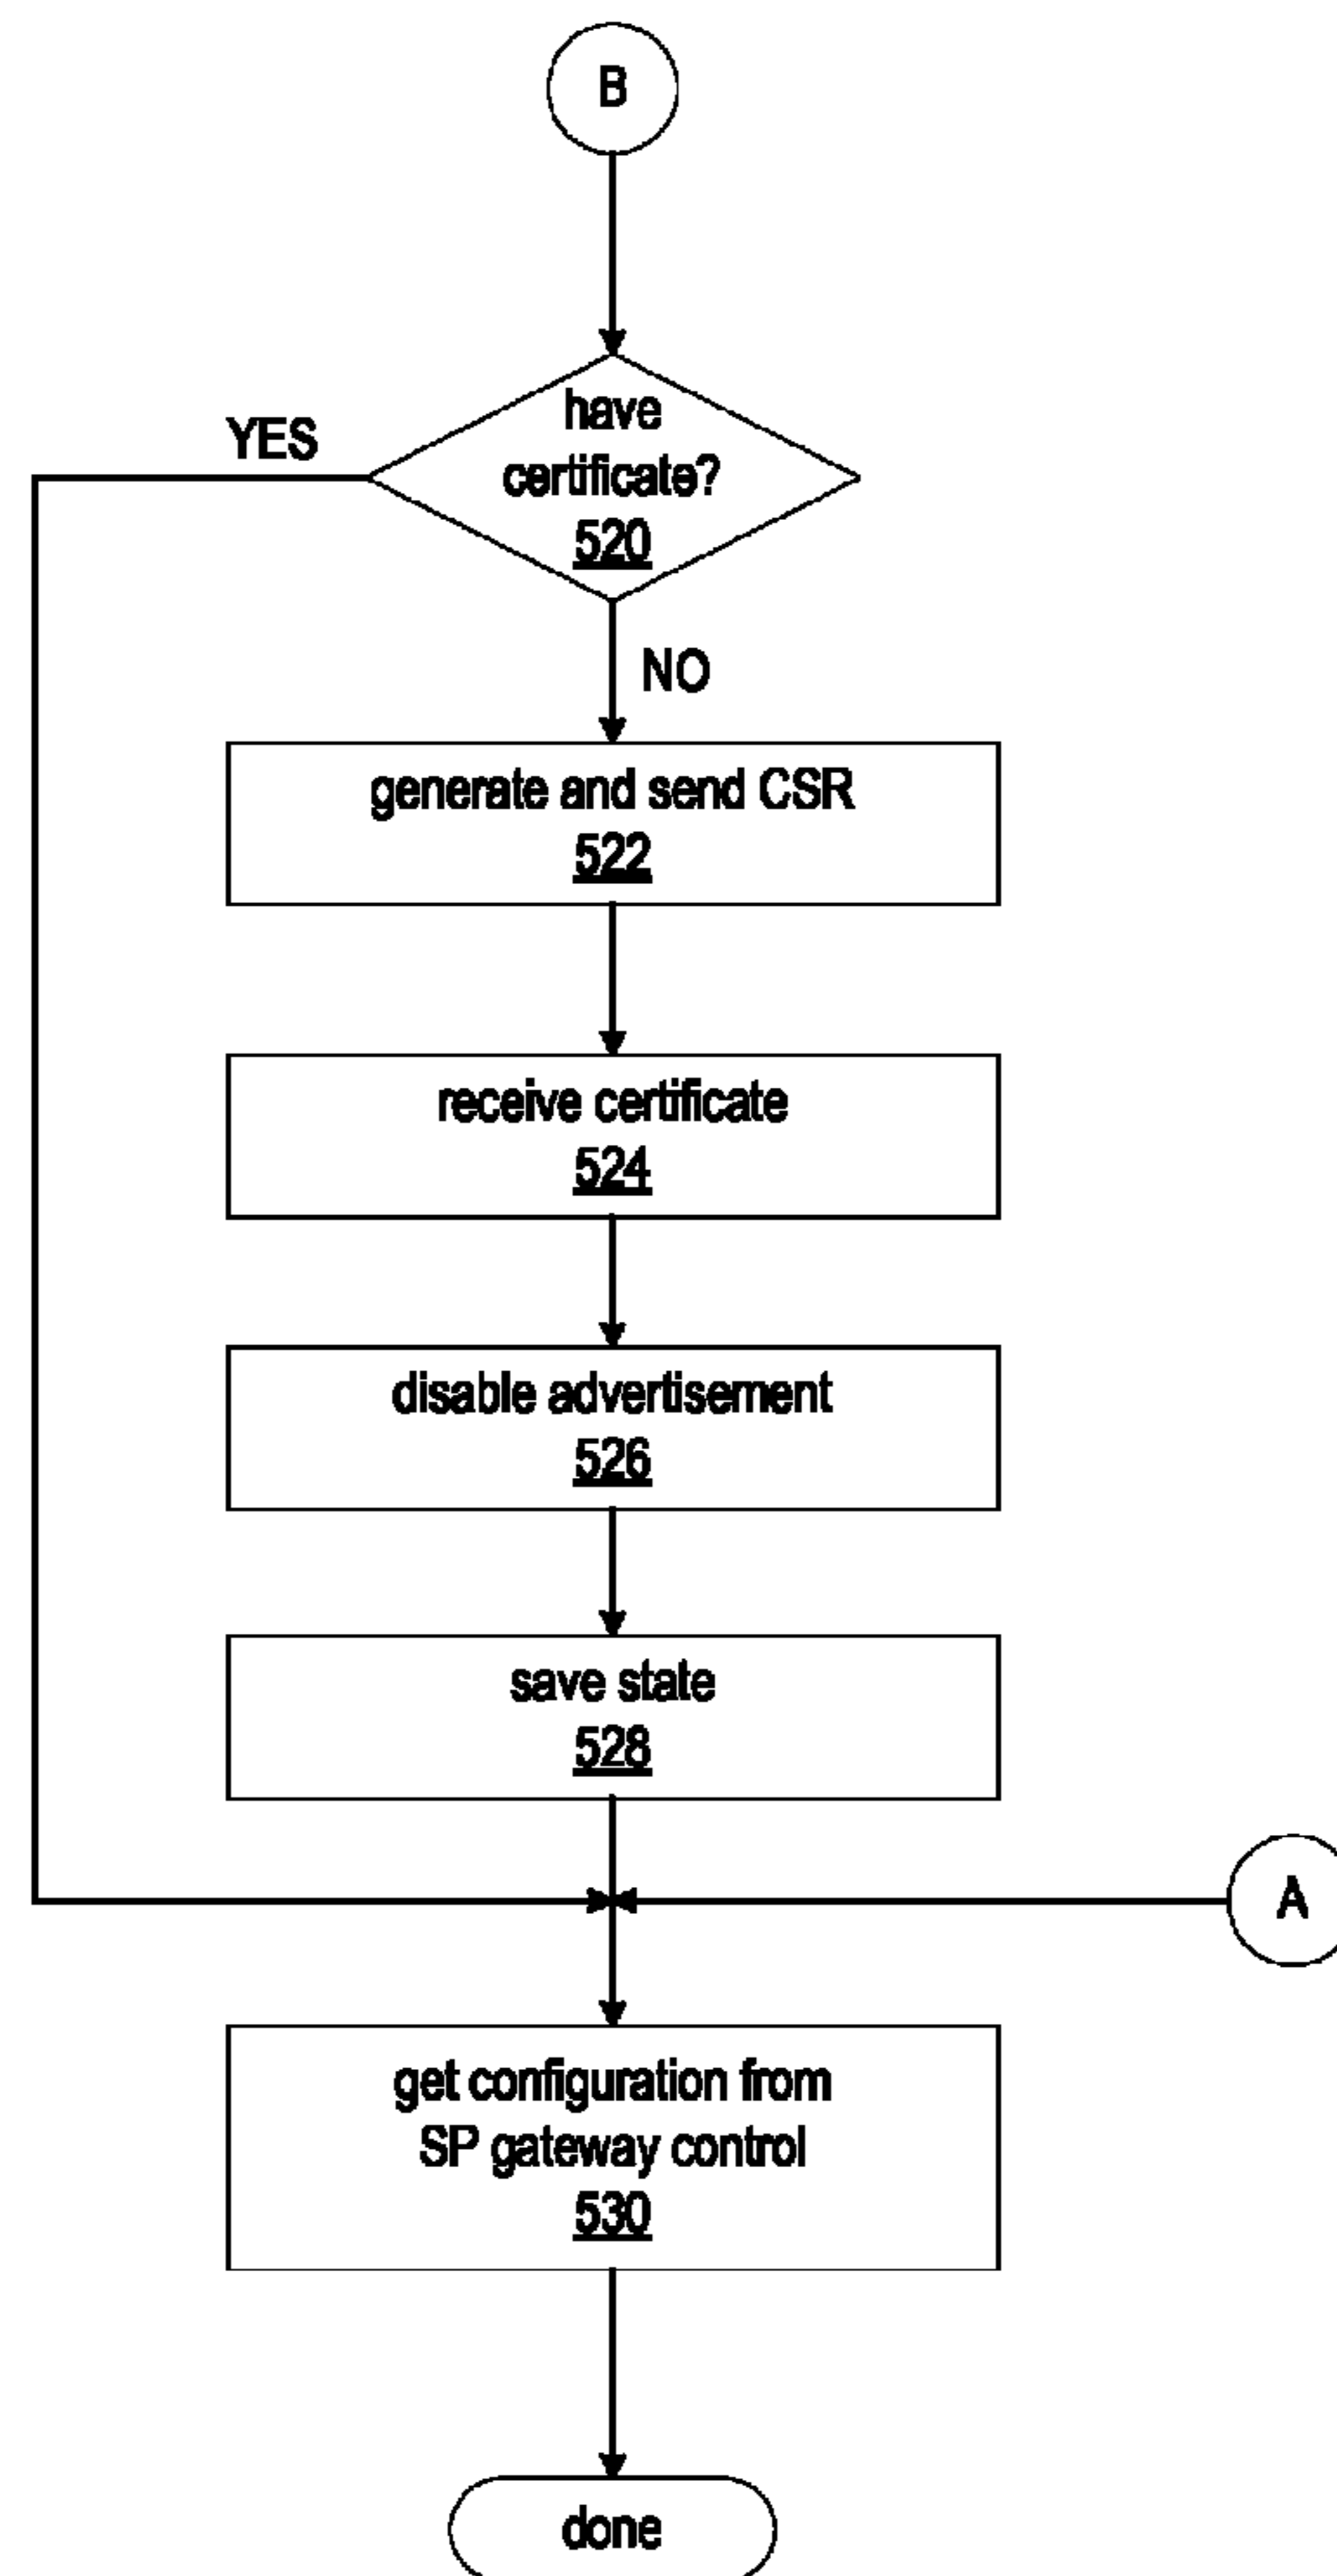 B
have
certificate?
520
YES
NO
generate and send CSR
522
receive certificate
524
disable advertisement
526
save state
528
A
get configuration from
SP gateway control
530
done